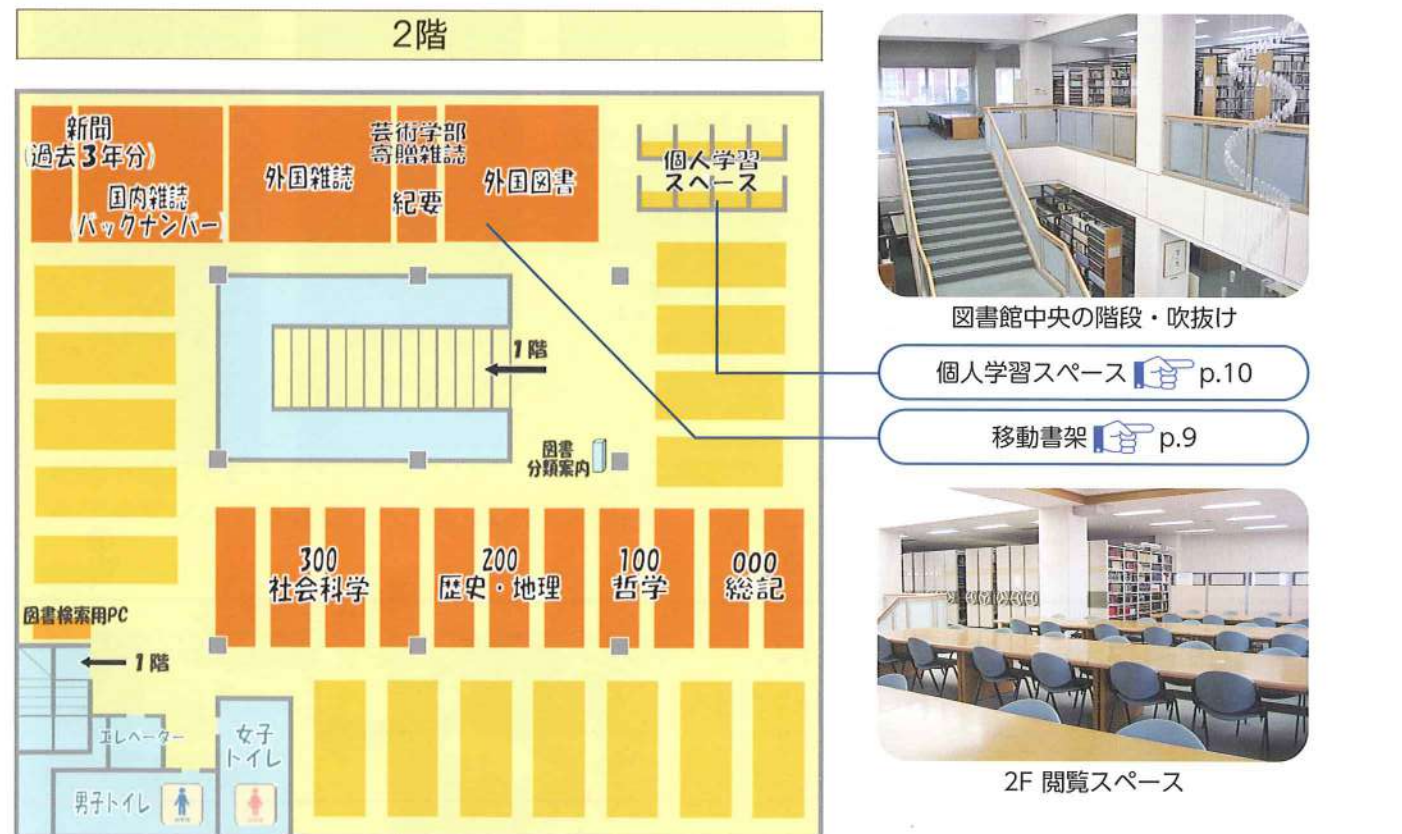 2階
新聞
(過去3年分)
国内雑誌
(バックナンバー)
外国雑誌
芸術学部
寄贈雑誌
紀要
外国図書
個人学習
スペース
1階
図書
分類案内
300
社会科学
200
歴史・地理
100
哲学
000
総記
図書検索用PC
1階
エレベーター
女子
トイレ
男子トイレ
図書館中央の階段・吹抜け
個人学習スペース p.10
移動書架 p.9
2F 閲覧スペース